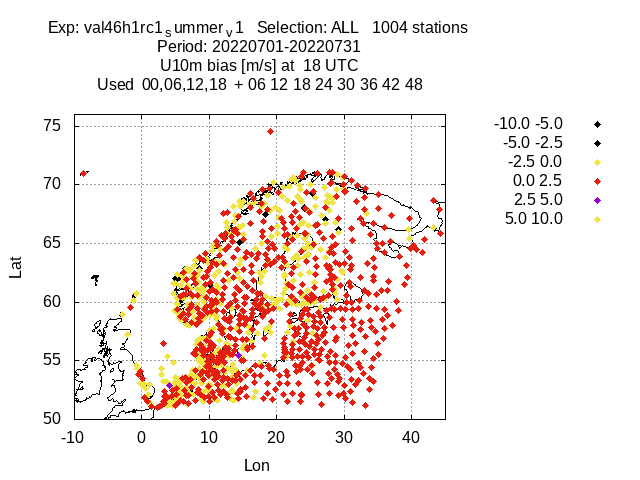 Exp: val46h1rc1summerv1 Selection: ALL 1004 stations
Period: 20220701-20220731
U10m bias [m/s] at 18 UTC
Used 00,06,12,18 + 06 12 18 24 30 36 42 48
75
70
65
60
55
50
Lat
-10 0 10 20 30 40
Lon
-10.0 -5.0
-5.0 -2.5
-2.5 0.0
0.0 2.5
2.5 5.0
5.0 10.0